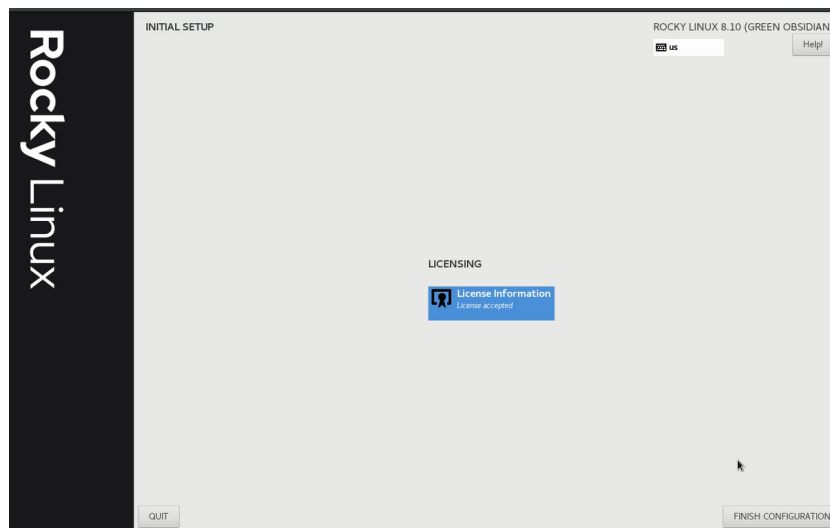 Rocky Linux
INITIAL SETUP
ROCKY LINUX 8.10 (GREEN OBSIDIAN
us
Help!
LICENSING
License Information
License accepted
QUIT
FINISH CONFIGURATION